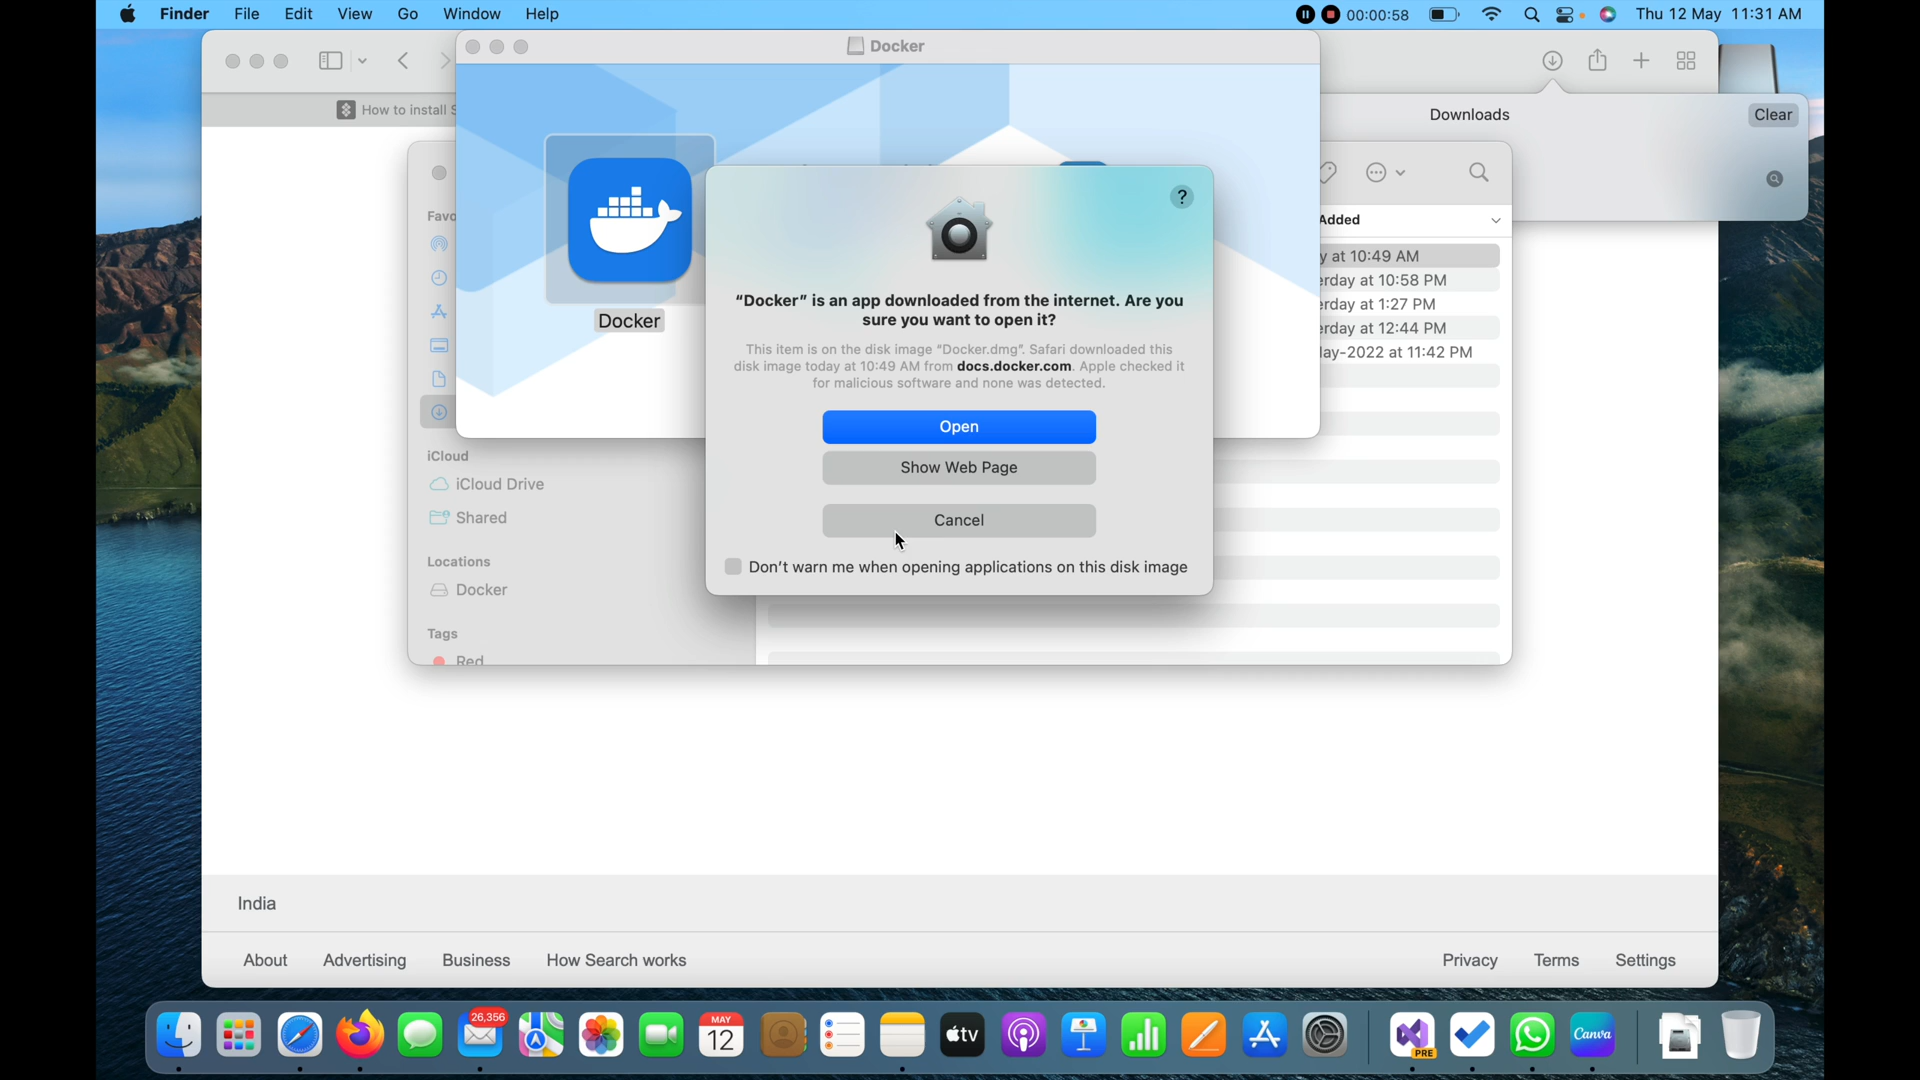 Finder File Edit View Go Window Help
00:00:58 Thu 12 May 11:31 AM
Docker
How to install
Downloads
Clear
Docker
Favo
Added
at 10:49 AM
at 10:58 PM
at 1:27 PM
at 12:44 PM
2022 at 11:42 PM
?
“Docker” is an app downloaded from the internet. Are you
sure you want to open it?
This item is on the disk image “Docker.dmg”. Safari downloaded this
disk image today at 10:49 AM from docs.docker.com. Apple checked it
for malicious software and none was detected.
Open
Show Web Page
Cancel
Don’t warn me when opening applications on this disk image
iCloud
iCloud Drive
Shared
Locations
Docker
Tags
Red
India
About Advertising Business How Search works
Privacy Terms Settings
26,356
MAY
12
tv
PRE
Canva